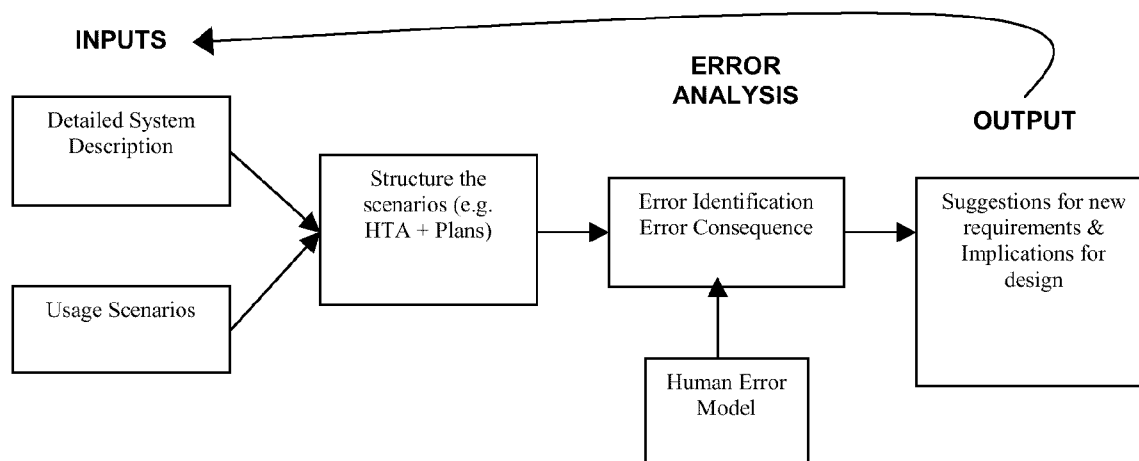 INPUTS
ERROR
ANALYSIS
OUTPUT
Detailed System
Description
Usage Scenarios
Structure the
scenarios (e.g.
HTA + Plans)
Error Identification
Error Consequence
Human Error
Model
Suggestions for new
requirements &
Implications for
design